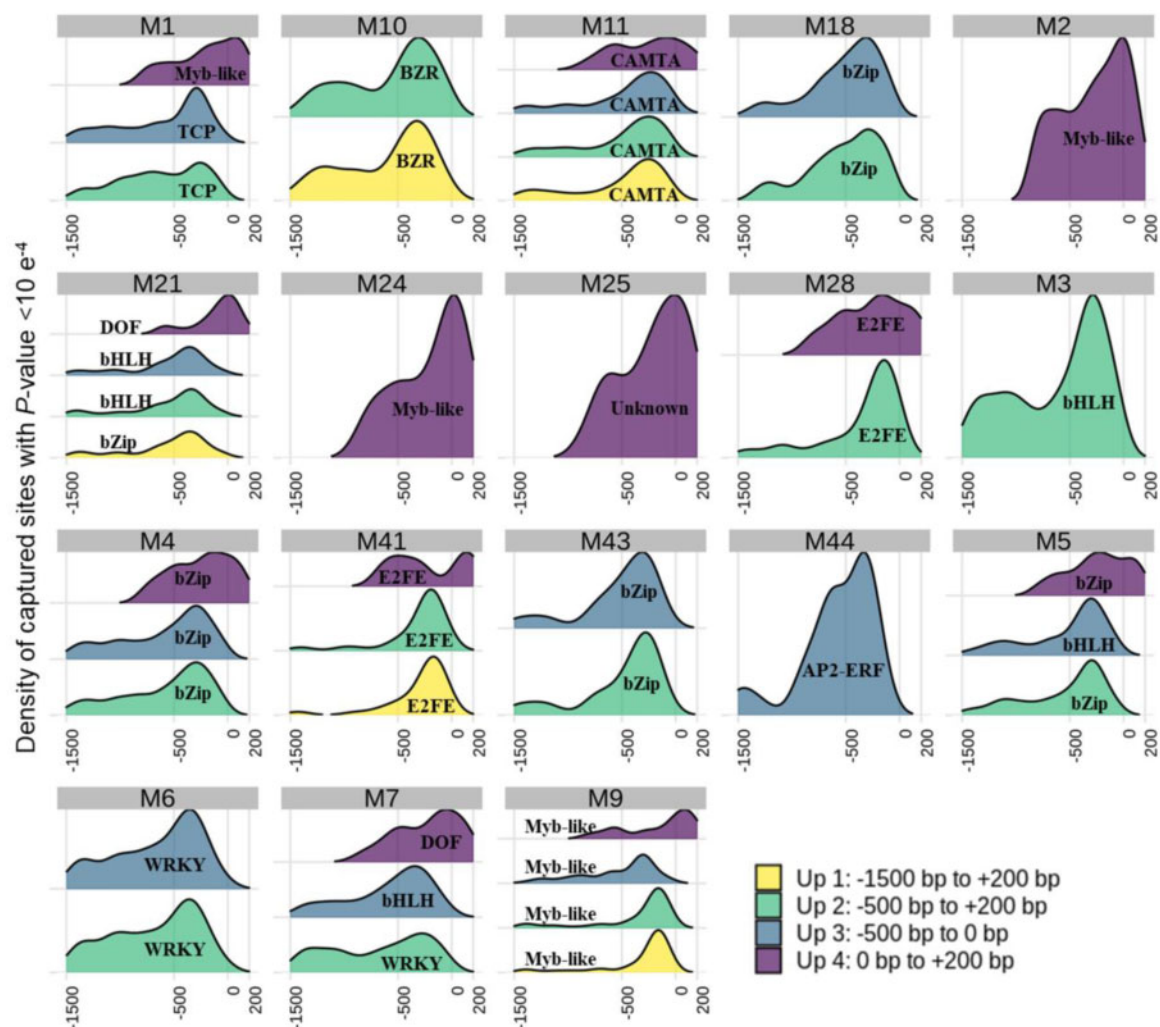 Density of captured sites with P-value <10 e-4
M1
M10
M11
M18
M2
Myb-like
TCP
TCP
BZR
BZR
CAMTA
CAMTA
CAMTA
CAMTA
bZip
bZip
Myb-like
-1500 -500 0 200
-1500 -500 0 200
-1500 -500 0 200
-1500 -500 0 200
-1500 -500 0 200
M21
M24
M25
M28
M3
DOF
bHLH
bHLH
bZip
Myb-like
Unknown
E2FE
E2FE
bHLH
-1500 -500 0 200
-1500 -500 0 200
-1500 -500 0 200
-1500 -500 0 200
-1500 -500 0 200
M4
M41
M43
M44
M5
bZip
bZip
bZip
E2FE
E2FE
E2FE
bZip
bZip
AP2-ERF
bZip
bHLH
bZip
-1500 -500 0 200
-1500 -500 0 200
-1500 -500 0 200
-1500 -500 0 200
-1500 -500 0 200
M6
M7
M9
WRKY
WRKY
DOF
bHLH
WRKY
Myb-like
Myb-like
Myb-like
Myb-like
-1500 -500 0 200
-1500 -500 0 200
-1500 -500 0 200
Up 1: -1500 bp to +200 bp
Up 2: -500 bp to +200 bp
Up 3: -500 bp to 0 bp
Up 4: 0 bp to +200 bp